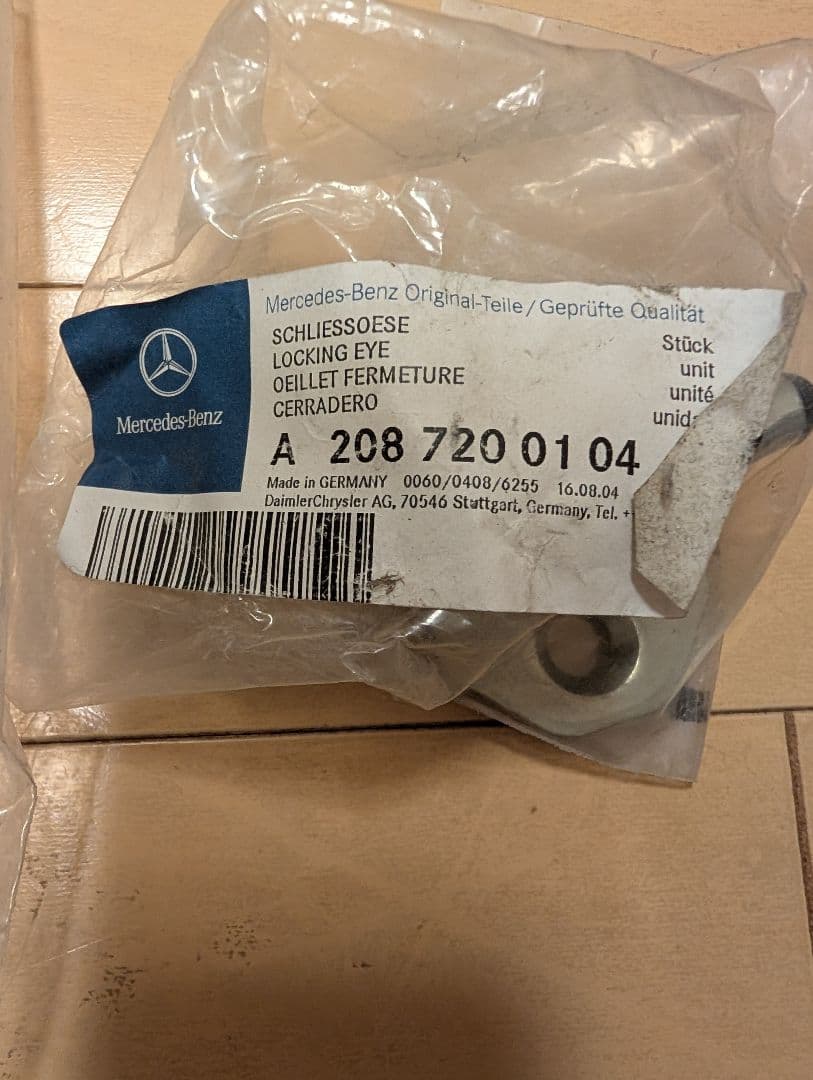 Mercedes-Benz
Mercedes-Benz Original-Teile/Geprüfte Qualität
SCHLIESSOESE Stück
LOCKING EYE unit
OEILLET FERMETURE unité
CERRADERO
A 208 720 01 04
Made in GERMANY 0060/0408/6255 16.08.04
DaimlerChrysler AG, 70546 Stuttgart, Germany, Tel. +